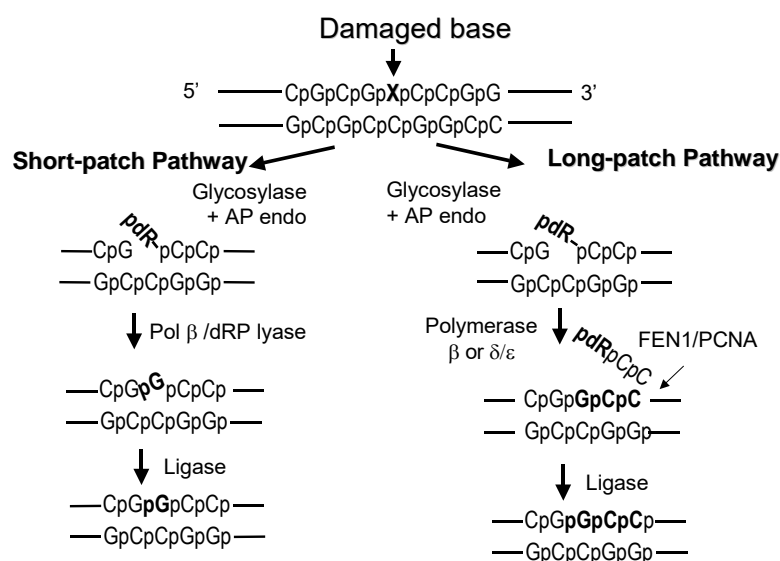 Damaged base
5’ CpGpCpGpXpCpCpGpG 3’
GpCpGpCpCpGpGpCpC
Short-patch Pathway
Long-patch Pathway
Glycosylase
+ AP endo
Glycosylase
+ AP endo
pdR
CpG pCpCp
GpCpCpGpGp
pdR
CpG pCpCp
GpCpCpGpGp
Pol β /dRP lyase
Polymerase
β or δ/ε
pdRpCpC
FEN1/PCNA
CpGpGpCpCp
GpCpCpGpGp
CpGpGpCpC
GpCpCpGpGp
Ligase
Ligase
CpGpGpCpCp
GpCpCpGpGp
CpGpGpCpCp
GpCpCpGpGp